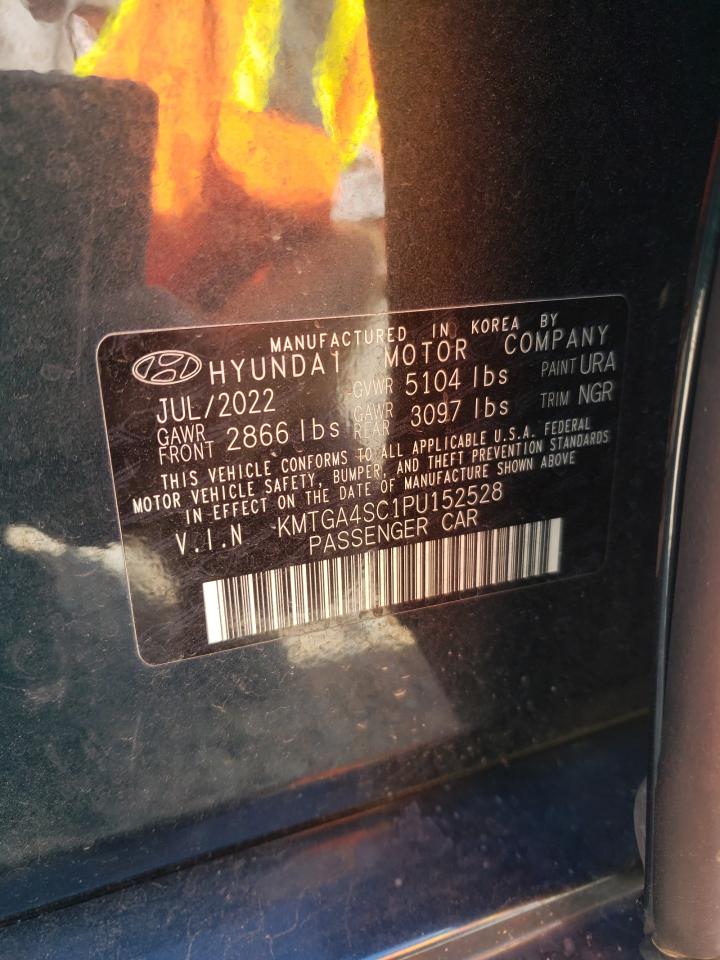 MANUFACTURED IN KOREA BY
HYUNDAI MOTOR COMPANY
JUL/2022 GVWR 5104 lbs PAINT URA
GAWR FRONT 2866 lbs GAWR REAR 3097 lbs TRIM NGR
THIS VEHICLE CONFORMS TO ALL APPLICABLE U.S.A. FEDERAL
MOTOR VEHICLE SAFETY, BUMPER, AND THEFT PREVENTION STANDARDS
IN EFFECT ON THE DATE OF MANUFACTURE SHOWN ABOVE
V.I.N KMTGA4SC1PU152528
PASSENGER CAR